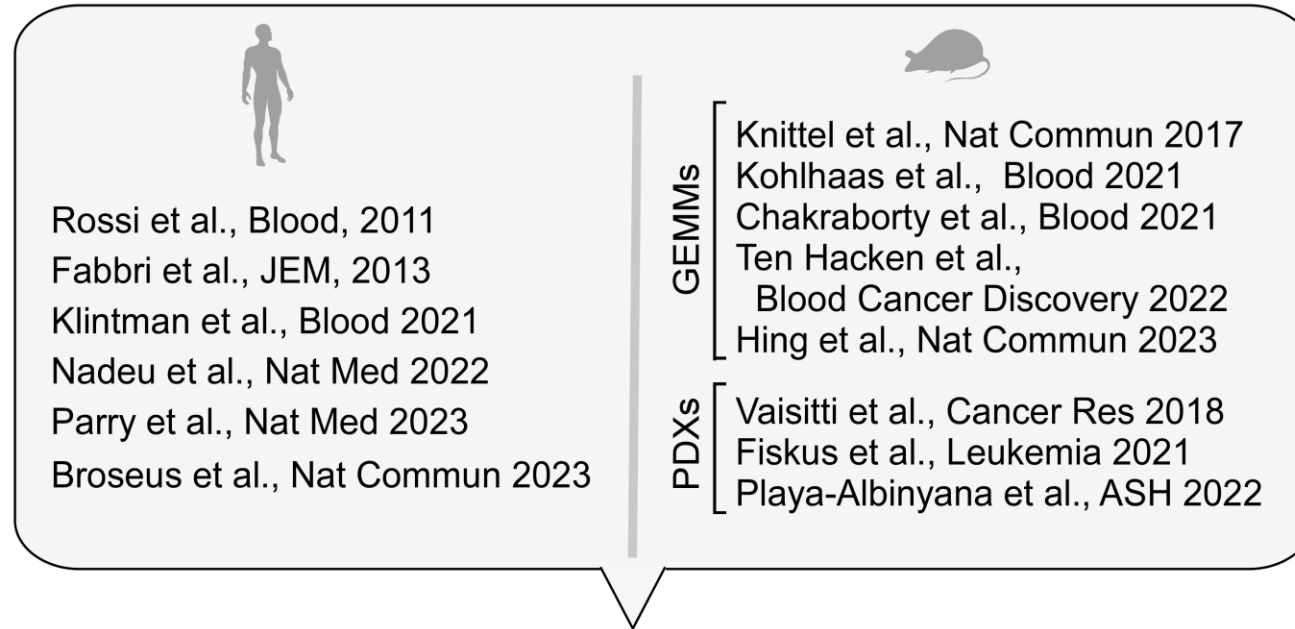 Rossi et al., Blood, 2011
Fabbri et al., JEM, 2013
Klintman et al., Blood 2021
Nadeu et al., Nat Med 2022
Parry et al., Nat Med 2023
Broseus et al., Nat Commun 2023
GEMMs
Knittel et al., Nat Commun 2017
Kohlhaas et al., Blood 2021
Chakraborty et al., Blood 2021
Ten Hacken et al.,
Blood Cancer Discovery 2022
Hing et al., Nat Commun 2023
PDXs
Vaisitti et al., Cancer Res 2018
Fiskus et al., Leukemia 2021
Playa-Albinyana et al., ASH 2022